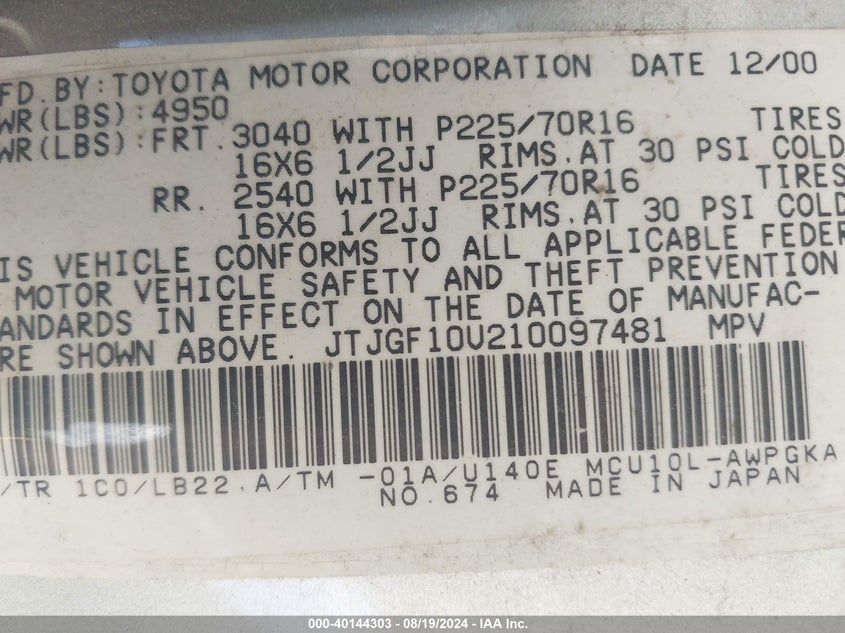 FD. BY: TOYOTA MOTOR CORPORATION DATE 12/00
WR(LBS): 4950
WR(LBS): FRT. 3040 WITH P225/70R16 TIRES
16X6 1/2JJ RIMS. AT 30 PSI COLD
RR. 2540 WITH P225/70R16 TIRES
16X6 1/2JJ RIMS. AT 30 PSI COLD
IS VEHICLE CONFORMS TO ALL APPLICABLE FEDER
MOTOR VEHICLE SAFETY AND THEFT PREVENTION
ANDARDS IN EFFECT ON THE DATE OF MANUFAC-
RE SHOWN ABOVE. JTJGF10U210097481 MPV
/TR 1C0/LB22. A/TM -01A/U140E MCU10L-AWPGKA
NO. 674 MADE IN JAPAN
000-40144303 - 08/19/2024 - IAA Inc.